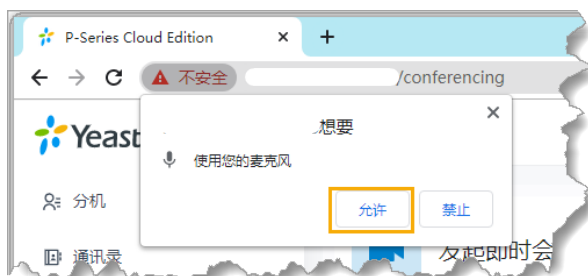 P-Series Cloud Edition
不安全
/conferencing
想要
Yeast
使用您的麦克风
分机
允许
禁止
通讯录
发起即时会